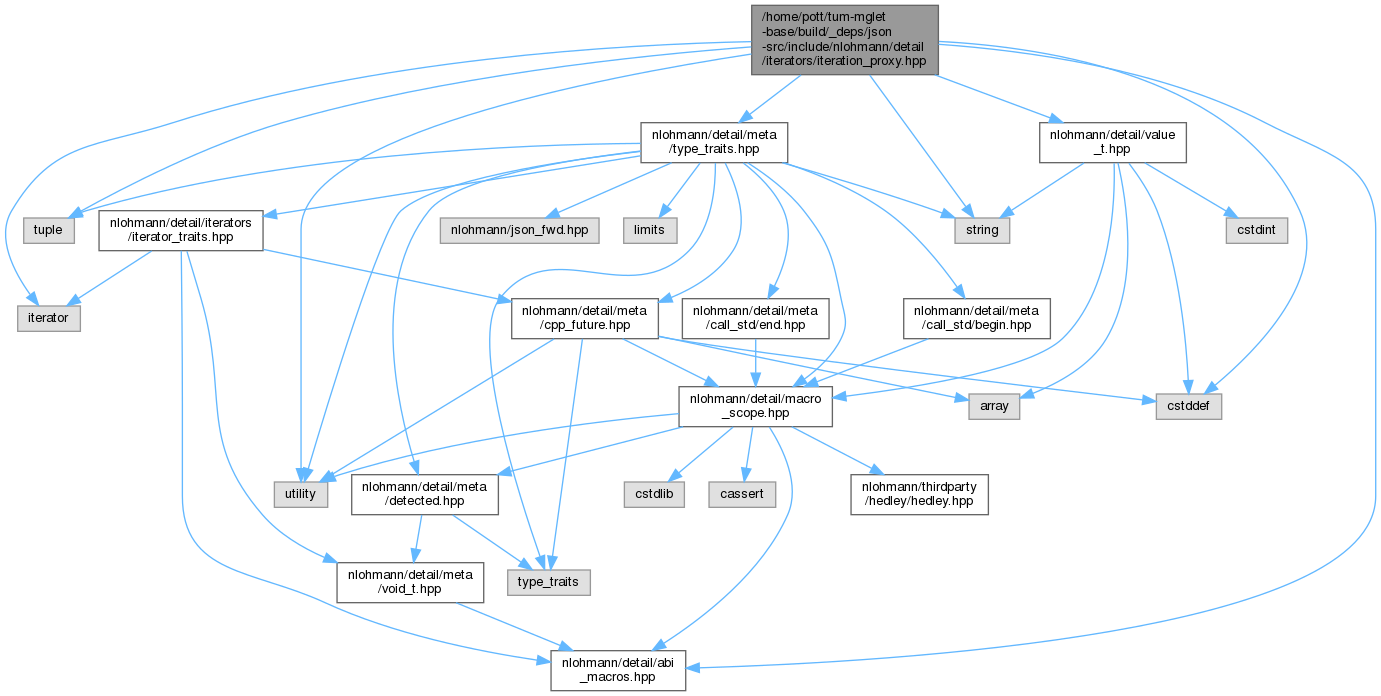 /home/pott/tum-mglet
-base/build/_deps/json
-src/include/nlohmann/detail
/iterators/iteration_proxy.hpp
nlohmann/detail/meta
/type_traits.hpp
nlohmann/detail/value
_t.hpp
tuple
nlohmann/detail/iterators
/iterator_traits.hpp
nlohmann/json_fwd.hpp
limits
string
cstdint
iterator
nlohmann/detail/meta
/cpp_future.hpp
nlohmann/detail/meta
/call_std/end.hpp
nlohmann/detail/meta
/call_std/begin.hpp
nlohmann/detail/macro
_scope.hpp
array
cstddef
utility
nlohmann/detail/meta
/detected.hpp
cstdlib
cassert
nlohmann/thirdparty
/hedley/hedley.hpp
nlohmann/detail/meta
/void_t.hpp
type_traits
nlohmann/detail/abi
_macros.hpp